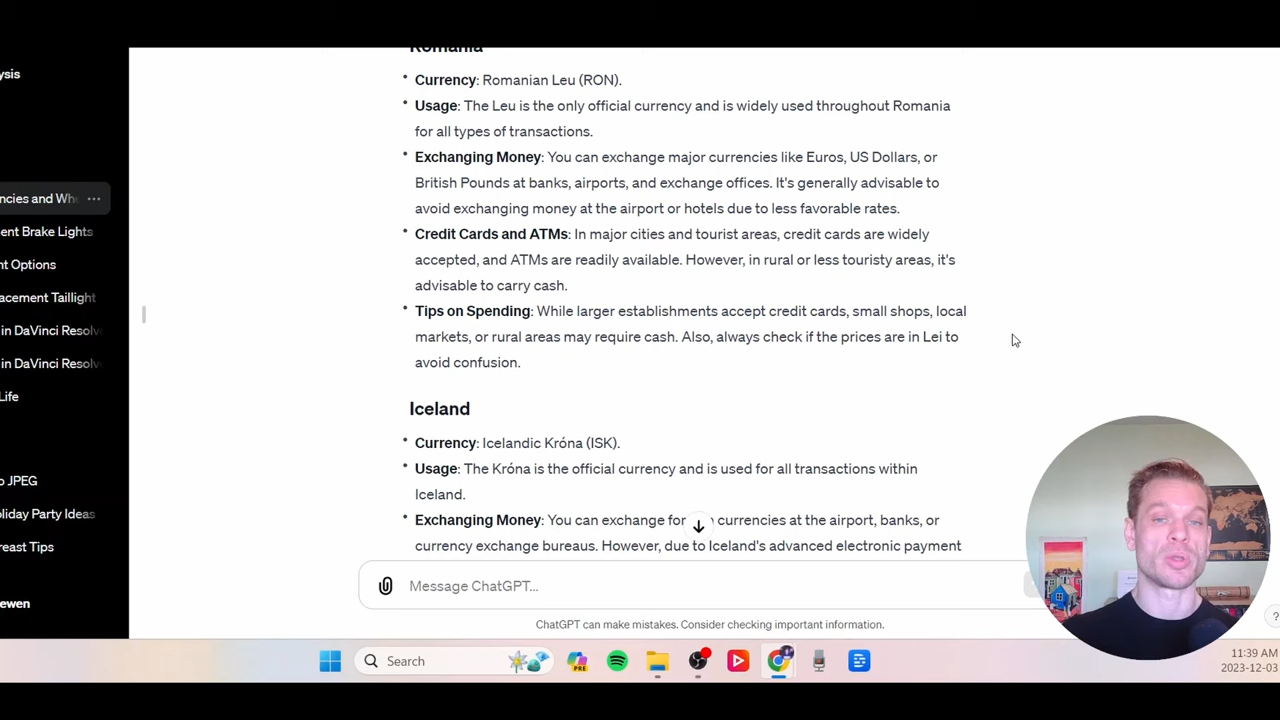 Romania
ysis
Currency: Romanian Leu (RON).
Usage: The Leu is the only official currency and is widely used throughout Romania
for all types of transactions.
Exchanging Money: You can exchange major currencies like Euros, US Dollars, or
British Pounds at banks, airports, and exchange offices. It's generally advisable to
avoid exchanging money at the airport or hotels due to less favorable rates.
Credit Cards and ATMs: In major cities and tourist areas, credit cards are widely
accepted, and ATMs are readily available. However, in rural or less touristy areas, it's
advisable to carry cash.
Tips on Spending: While larger establishments accept credit cards, small shops, local
markets, or rural areas may require cash. Also, always check if the prices are in Lei to
avoid confusion.
Iceland
Currency: Icelandic Króna (ISK).
Usage: The Króna is the official currency and is used for all transactions within
Iceland.
Exchanging Money: You can exchange for currencies at the airport, banks, or
currency exchange bureaus. However, due to Iceland's advanced electronic payment
ncies and Wh
ent Brake Lights
nt Options
acement Taillight
in DaVinci Resolv
in DaVinci Resolv
Life
o JPEG
liday Party Ideas
reast Tips
ewen
Message ChatGPT...
ChatGPT can make mistakes. Consider checking important information.
?
Search
PRE
11:39 AM
2023-12-03